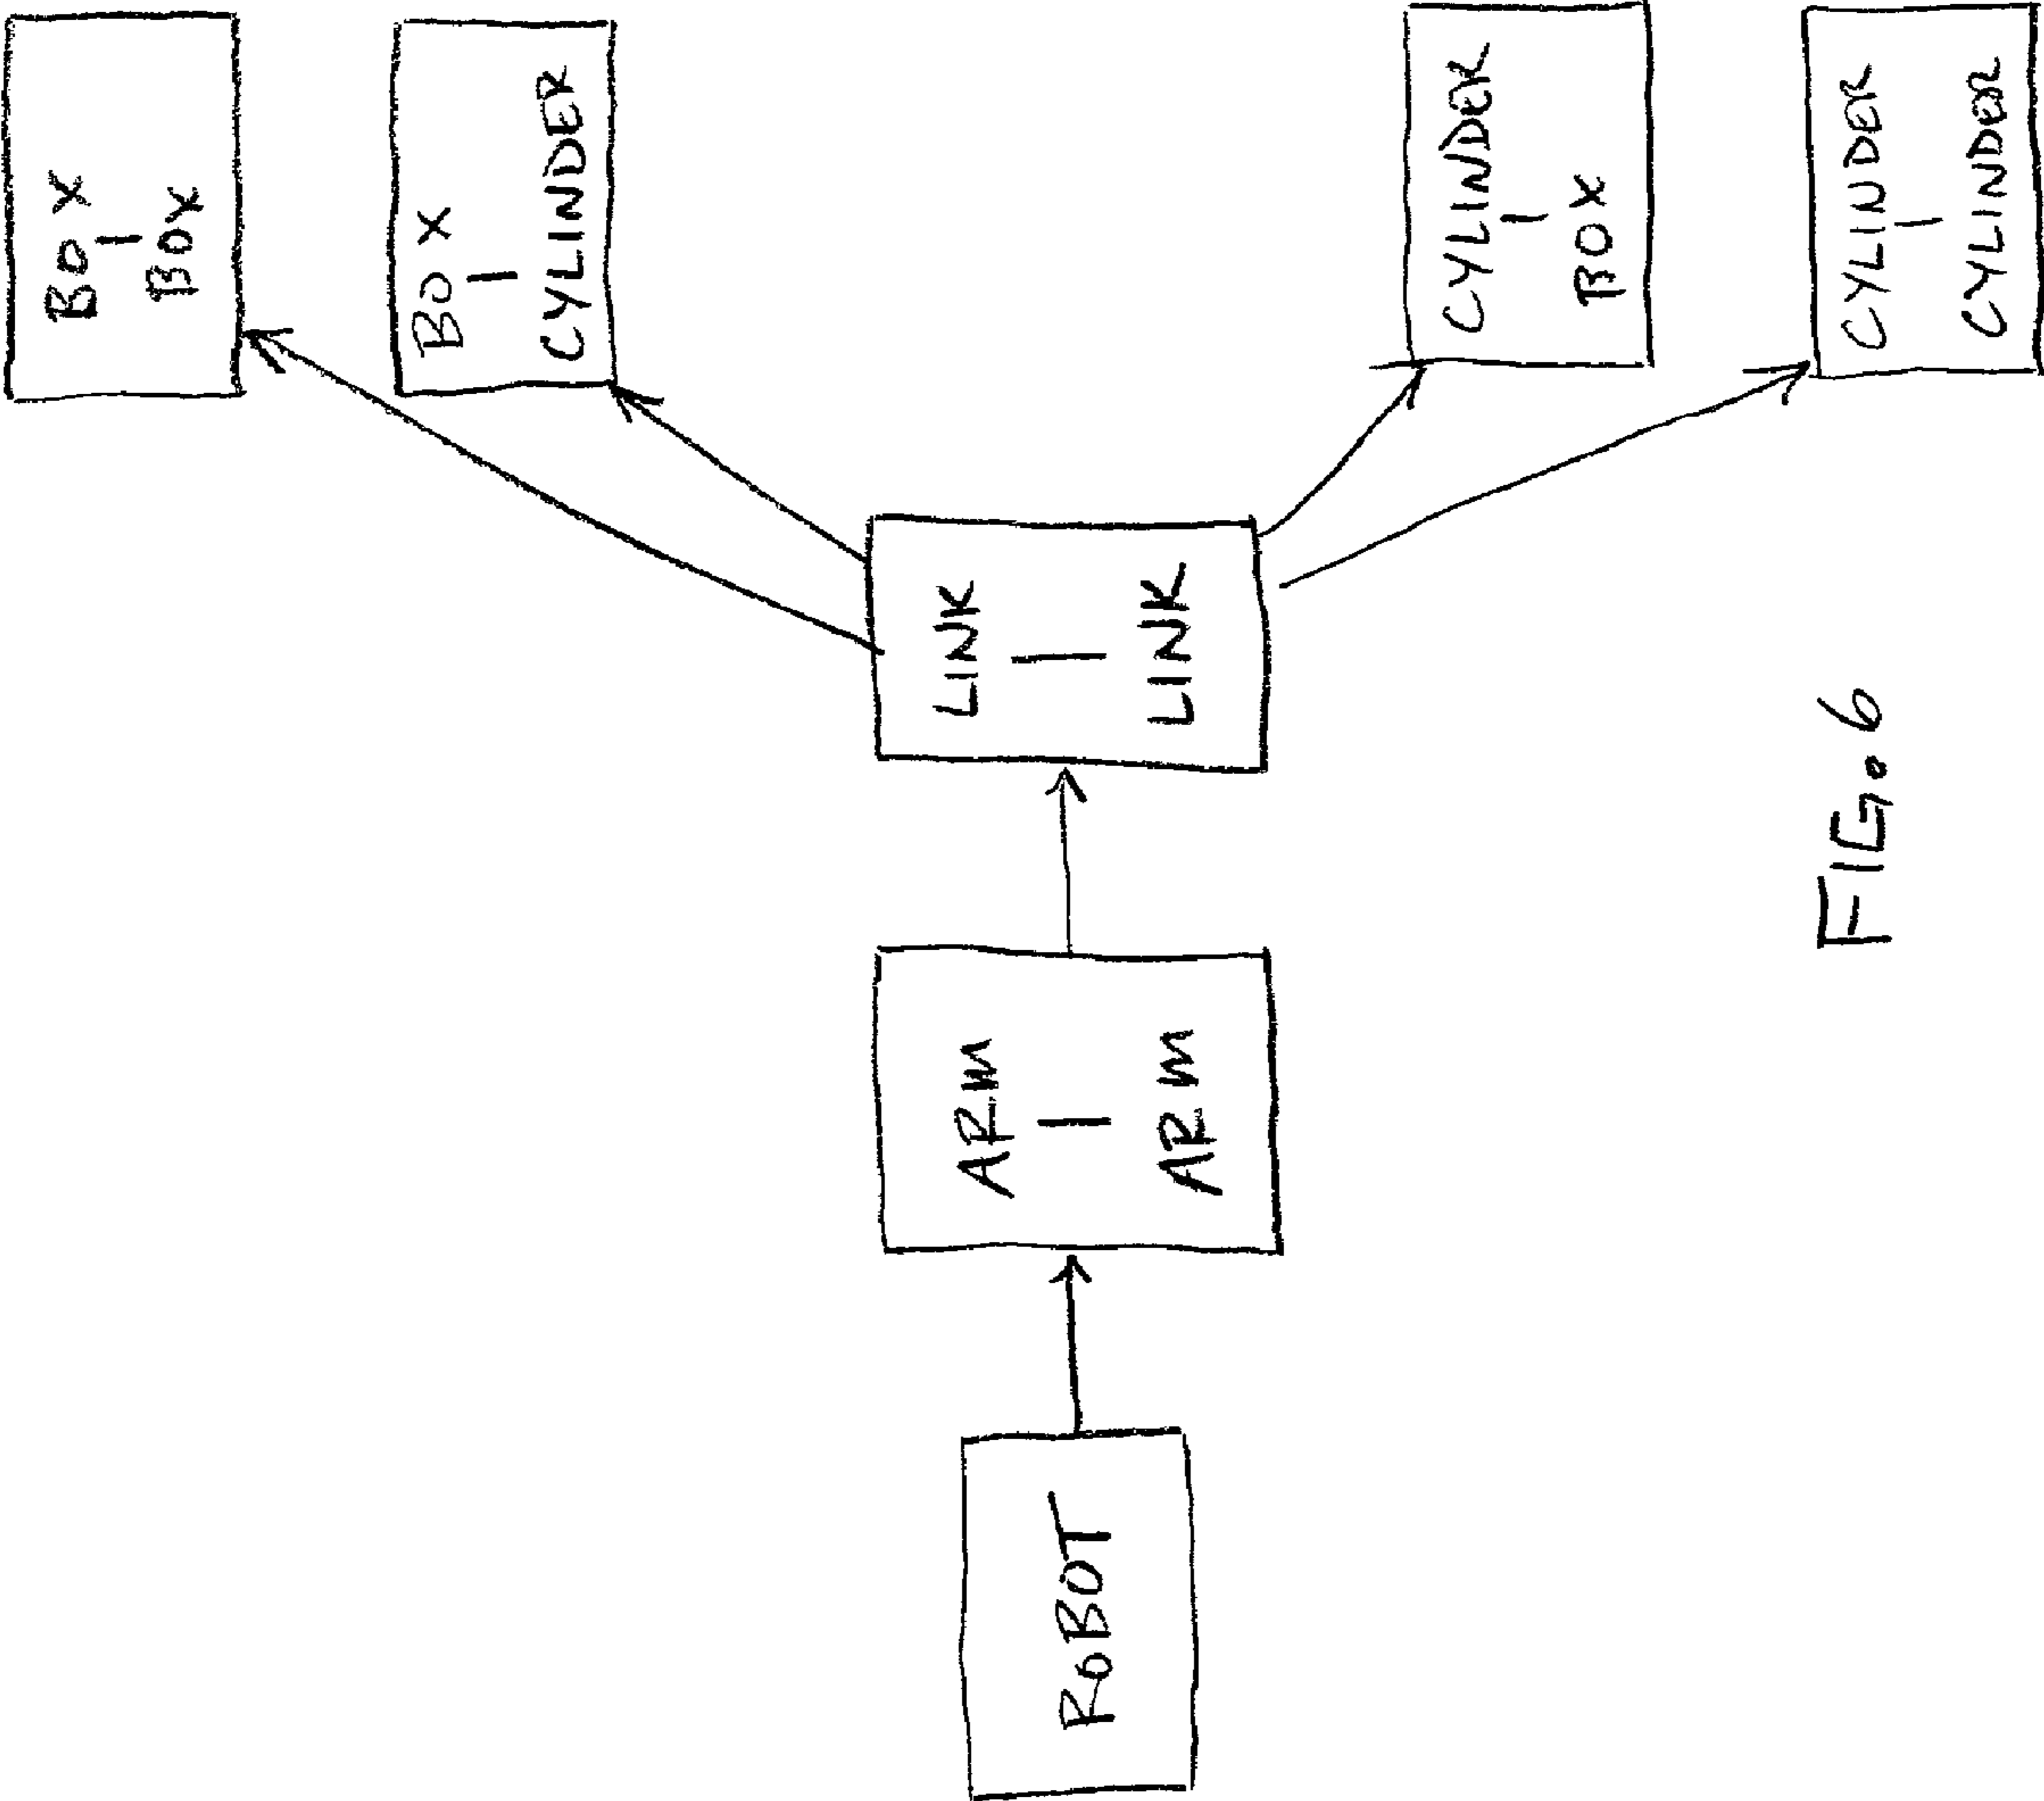 BOX
|
BOX
BOX
|
CYLINDER
ROBOT
ARM
|
ARM
LINK
|
LINK
CYLINDER
|
BOX
CYLINDER
|
CYLINDER
FIG. 6